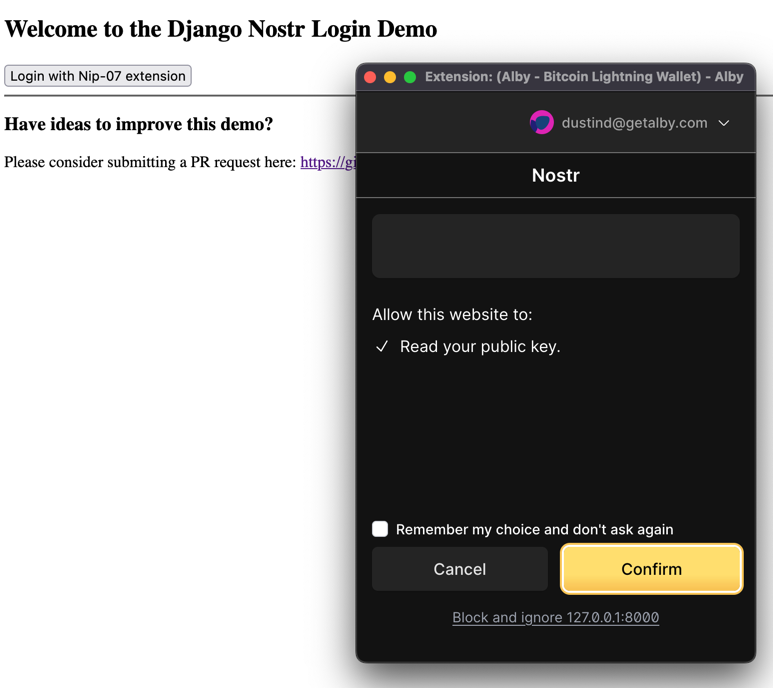 Welcome to the Django Nostr Login Demo
Login with Nip-07 extension
Have ideas to improve this demo?
Please consider submitting a PR request here: https://gi
Extension: (Alby - Bitcoin Lightning Wallet) - Alby
dustind@getalby.com
Nostr
Allow this website to:
Read your public key.
Remember my choice and don't ask again
Cancel
Confirm
Block and ignore 127.0.0.1:8000